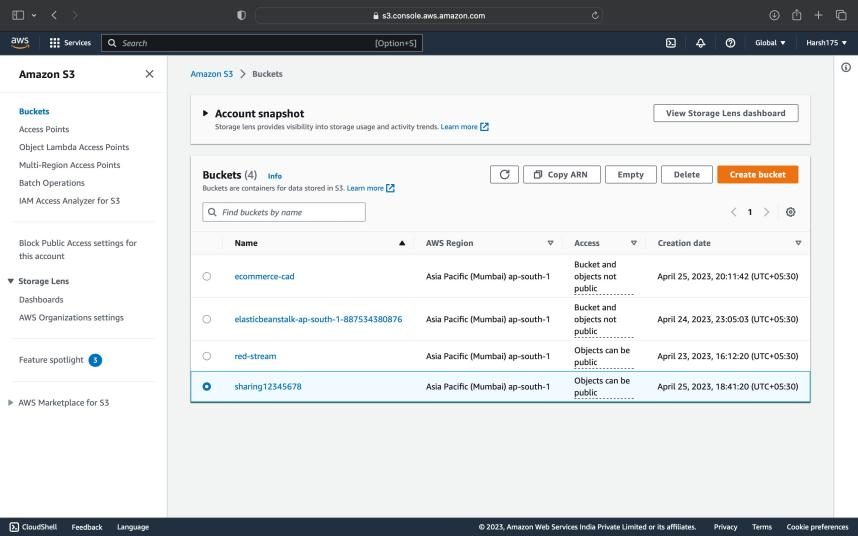 s3.console.aws.amazon.com
aws
Services
Search
[Option+S]
Global
Harsh175
Amazon S3
Buckets
Access Points
Object Lambda Access Points
Multi-Region Access Points
Batch Operations
IAM Access Analyzer for S3
Block Public Access settings for
this account
Storage Lens
Dashboards
AWS Organizations settings
Feature spotlight 3
AWS Marketplace for S3
Amazon S3 > Buckets
Account snapshot
Storage lens provides visibility into storage usage and activity trends. Learn more
View Storage Lens dashboard
Buckets (4) Info
Buckets are containers for data stored in S3. Learn more
Copy ARN
Empty
Delete
Create bucket
Find buckets by name
1
Name AWS Region Access Creation date
ecommerce-cad Asia Pacific (Mumbai) ap-south-1
Bucket and
objects not
public
April 25, 2023, 20:11:42 (UTC+05:30)
elasticbeanstalk-ap-south-1-887534380876 Asia Pacific (Mumbai) ap-south-1
Bucket and
objects not
public
April 24, 2023, 23:05:03 (UTC+05:30)
red-stream Asia Pacific (Mumbai) ap-south-1
Objects can be
public
April 23, 2023, 16:12:20 (UTC+05:30)
sharing12345678 Asia Pacific (Mumbai) ap-south-1
Objects can be
public
April 25, 2023, 18:41:20 (UTC+05:30)
CloudShell Feedback Language
© 2023, Amazon Web Services India Private Limited or its affiliates. Privacy Terms Cookie preferences